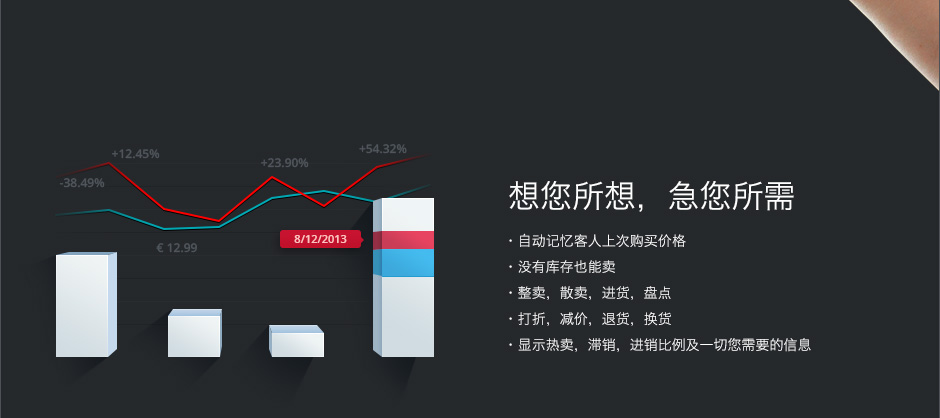 +12.45%
+54.32%
+23.90%
-38.49%
想您所想，急您所需
8/12/2013
€ 12.99
· 自动记忆客人上次购买价格
· 没有库存也能卖
· 整卖，散卖，进货，盘点
· 打折，减价，退货，换货
· 显示热卖，滞销，进销比例及一切您需要的信息